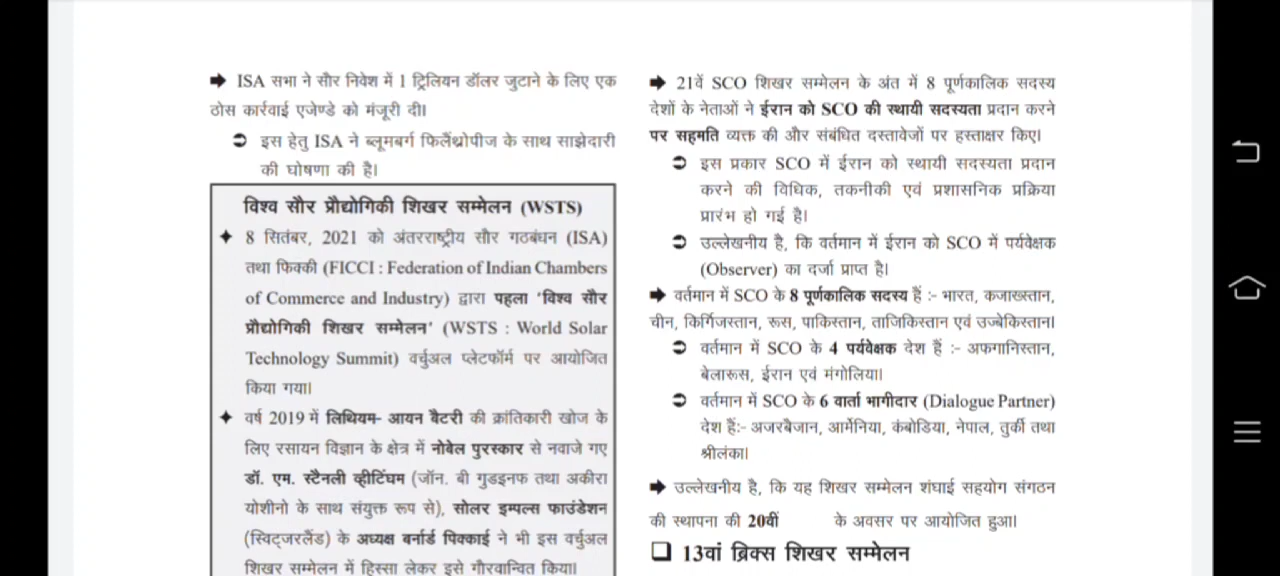 ➡ ISA सभा ने सौर निवेश में 1 ट्रिलियन डॉलर जुटाने के लिए एक
ठोस कार्रवाई एजेण्डे को मंजूरी दी।
➲ इस हेतु ISA ने ब्लूमबर्ग फिलैंथ्रोपीज के साथ साझेदारी
की घोषणा की है।
विश्व सौर प्रौद्योगिकी शिखर सम्मेलन (WSTS)
✦ 8 सितंबर, 2021 को अंतरराष्ट्रीय सौर गठबंधन (ISA)
तथा फिक्की (FICCI : Federation of Indian Chambers
of Commerce and Industry) द्वारा पहला 'विश्व सौर
प्रौद्योगिकी शिखर सम्मेलन' (WSTS : World Solar
Technology Summit) वर्चुअल प्लेटफॉर्म पर आयोजित
किया गया।
✦ वर्ष 2019 में लिथियम- आयन बैटरी की क्रांतिकारी खोज के
लिए रसायन विज्ञान के क्षेत्र में नोबेल पुरस्कार से नवाजे गए
डॉ. एम. स्टैनली व्हीटिंघम (जॉन. बी गुडइनफ तथा अकीरा
योशीनो के साथ संयुक्त रूप से), सोलर इम्पल्स फाउंडेशन
(स्विट्जरलैंड) के अध्यक्ष बर्नार्ड पिक्काई ने भी इस वर्चुअल
शिखर सम्मेलन में हिस्सा लेकर इसे गौरवान्वित किया।
➡ 21वें SCO शिखर सम्मेलन के अंत में 8 पूर्णकालिक सदस्य
देशों के नेताओं ने ईरान को SCO की स्थायी सदस्यता प्रदान करने
पर सहमति व्यक्त की और संबंधित दस्तावेजों पर हस्ताक्षर किए।
➲ इस प्रकार SCO में ईरान को स्थायी सदस्यता प्रदान
करने की विधिक, तकनीकी एवं प्रशासनिक प्रक्रिया
प्रारंभ हो गई है।
➲ उल्लेखनीय है, कि वर्तमान में ईरान को SCO में पर्यवेक्षक
(Observer) का दर्जा प्राप्त है।
➡ वर्तमान में SCO के 8 पूर्णकालिक सदस्य हैं :- भारत, कजाख्स्तान,
चीन, किर्गिजस्तान, रूस, पाकिस्तान, ताजिकिस्तान एवं उज्बेकिस्तान।
➲ वर्तमान में SCO के 4 पर्यवेक्षक देश हैं :- अफगानिस्तान,
बेलारूस, ईरान एवं मंगोलिया।
➲ वर्तमान में SCO के 6 वार्ता भागीदार (Dialogue Partner)
देश हैं:- अजरबैजान, आर्मेनिया, कंबोडिया, नेपाल, तुर्की तथा
श्रीलंका।
➡ उल्लेखनीय है, कि यह शिखर सम्मेलन शंघाई सहयोग संगठन
की स्थापना की 20वीं के अवसर पर आयोजित हुआ।
❑ 13वां ब्रिक्स शिखर सम्मेलन